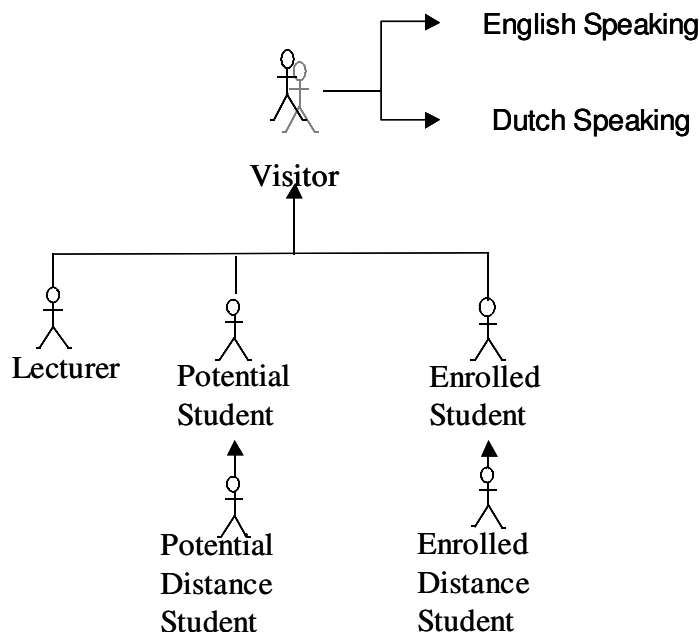 English Speaking
Dutch Speaking
Visitor
Lecturer
Potential
Student
Enrolled
Student
Potential
Distance
Student
Enrolled
Distance
Student